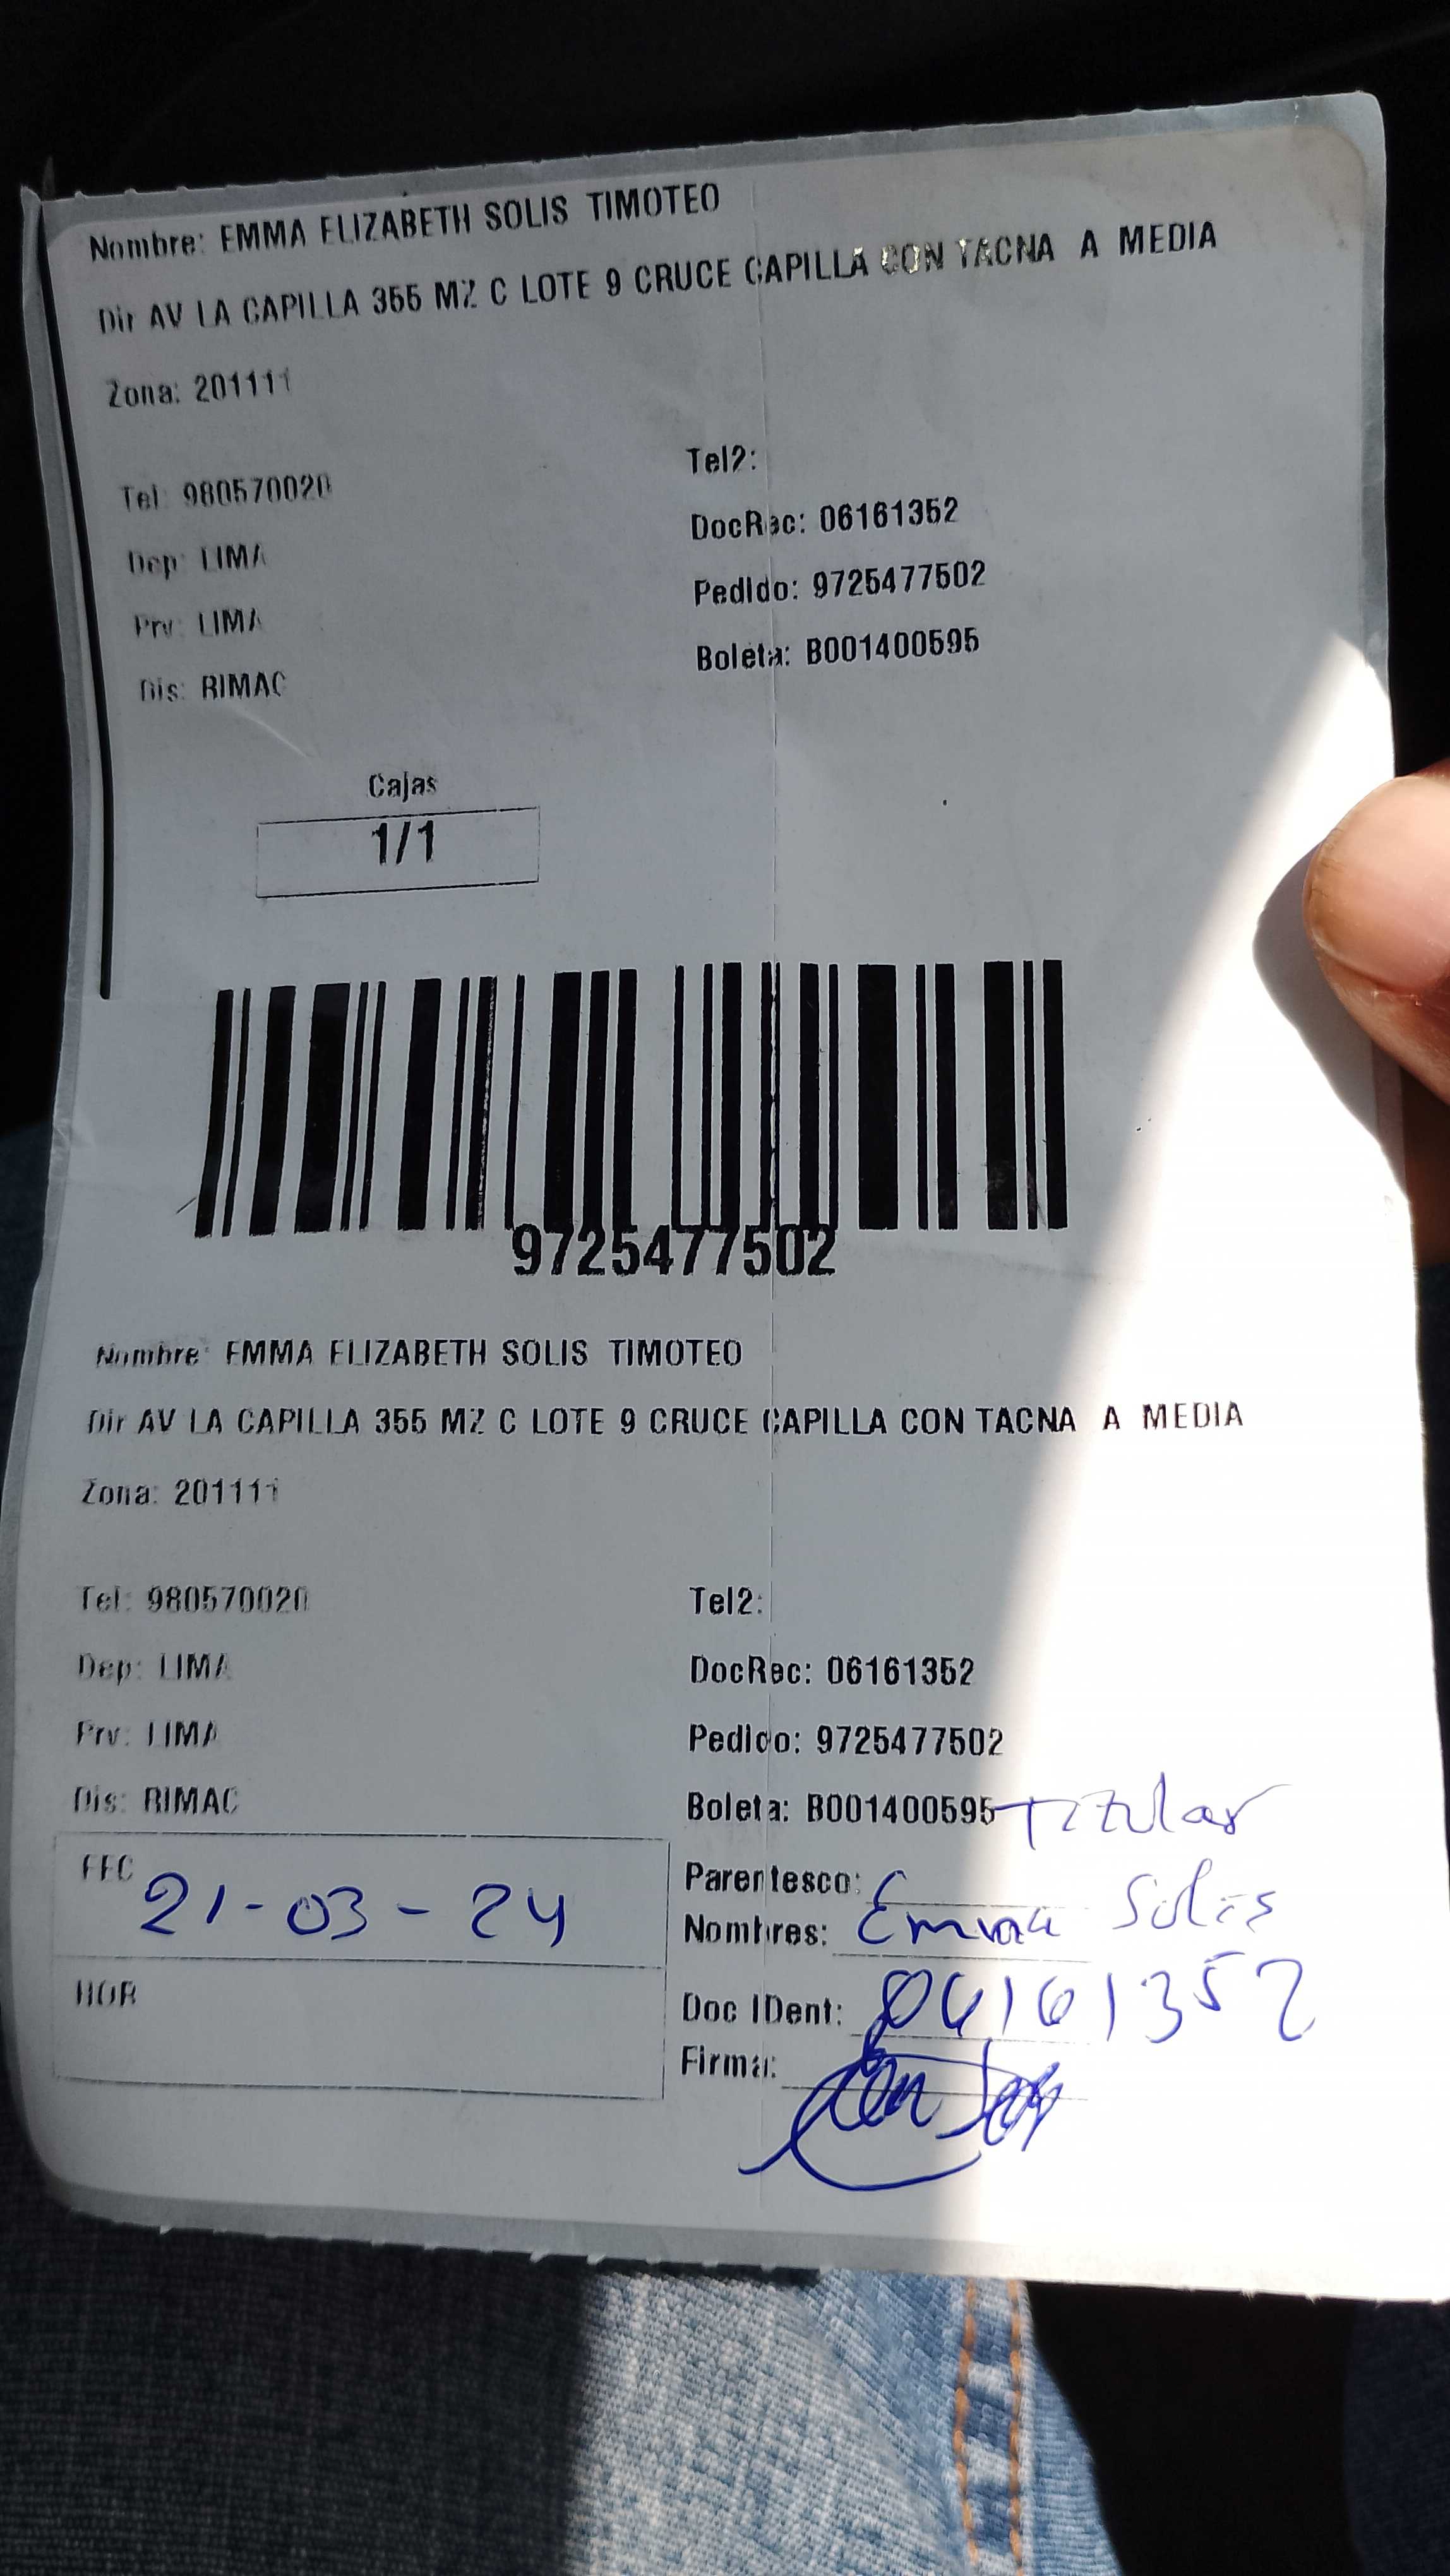 Nombre: EMMA ELIZABETH SOLIS TIMOTEO
Dir AV LA CAPILLA 355 MZ C LOTE 9 CRUCE CAPILLA CON TACNA A MEDIA
Zona: 201111
Tel: 980570020
Tel2:
DocRec: 06161352
Dep: LIMA
Pedido: 9725477502
Prv: LIMA
Boleta: B001400595
Dis: RIMAC
Cajas
1/1
9725477502
Nombre: EMMA ELIZABETH SOLIS TIMOTEO
Dir AV LA CAPILLA 355 MZ C LOTE 9 CRUCE CAPILLA CON TACNA A MEDIA
Zona: 201111
Tel: 980570020
Tel2:
Dep: LIMA
DocRec: 06161352
Prv: LIMA
Pedido: 9725477502
Dis: RIMAC
Boleta: B001400595
Titular
FEC 21-03-24
Parentesco:
Nombres: Emma Solis
HOR
Doc IDent: 06161352
Firma: